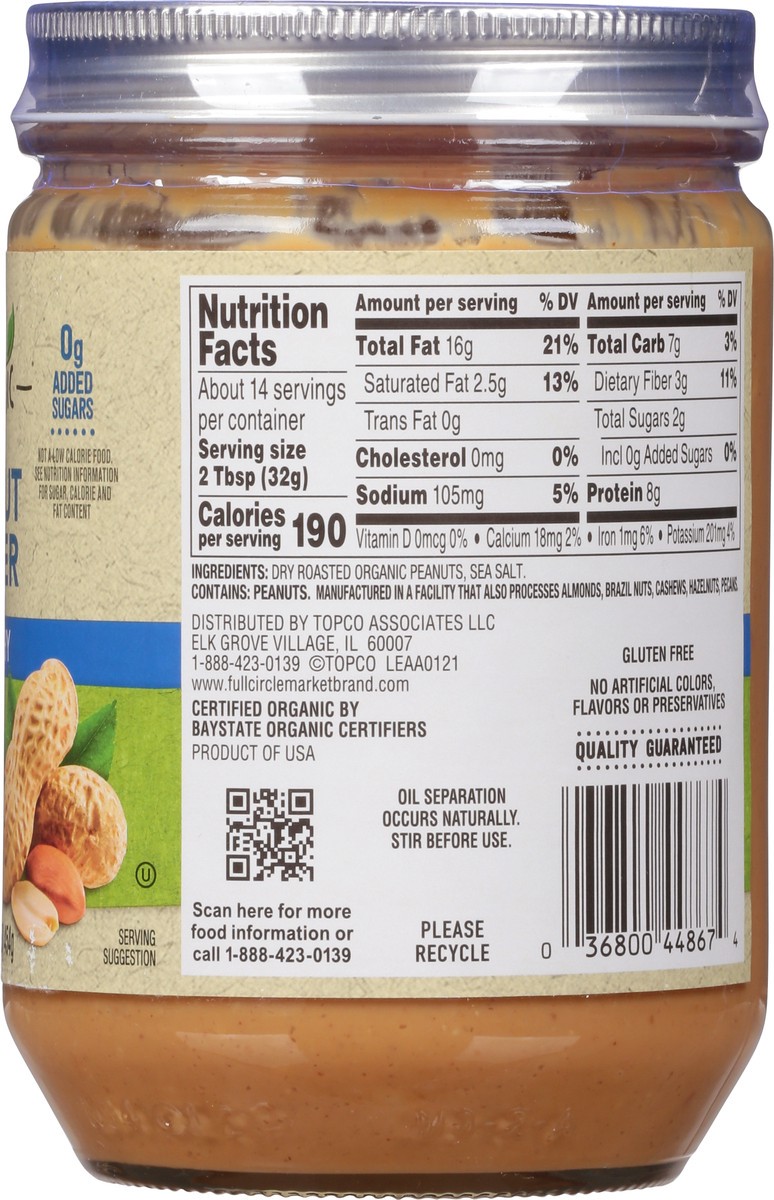 0g
ADDED
SUGARS
NOT A LOW CALORIE FOOD.
SEE NUTRITION INFORMATION
FOR SUGAR, CALORIE AND
FAT CONTENT
464g
SERVING
SUGGESTION
U
Nutrition
Facts
About 14 servings
per container
Serving size
2 Tbsp (32g)
Calories
per serving 190
Amount per serving % DV
Total Fat 16g 21%
Saturated Fat 2.5g 13%
Trans Fat 0g
Cholesterol 0mg 0%
Sodium 105mg 5%
Amount per serving % DV
Total Carb 7g 3%
Dietary Fiber 3g 11%
Total Sugars 2g
Incl 0g Added Sugars 0%
Protein 8g
Vitamin D 0mcg 0% • Calcium 18mg 2% • Iron 1mg 6% • Potassium 201mg 4%
INGREDIENTS: DRY ROASTED ORGANIC PEANUTS, SEA SALT.
CONTAINS: PEANUTS. MANUFACTURED IN A FACILITY THAT ALSO PROCESSES ALMONDS, BRAZIL NUTS, CASHEWS, HAZELNUTS, PECANS.
DISTRIBUTED BY TOPCO ASSOCIATES LLC
ELK GROVE VILLAGE, IL 60007
1-888-423-0139 ©TOPCO LEAA0121
www.fullcirclemarketbrand.com
CERTIFIED ORGANIC BY
BAYSTATE ORGANIC CERTIFIERS
PRODUCT OF USA
GLUTEN FREE
NO ARTIFICIAL COLORS,
FLAVORS OR PRESERVATIVES
QUALITY GUARANTEED
OIL SEPARATION
OCCURS NATURALLY.
STIR BEFORE USE.
Scan here for more
food information or
call 1-888-423-0139
PLEASE
RECYCLE
0 36800 44867 4